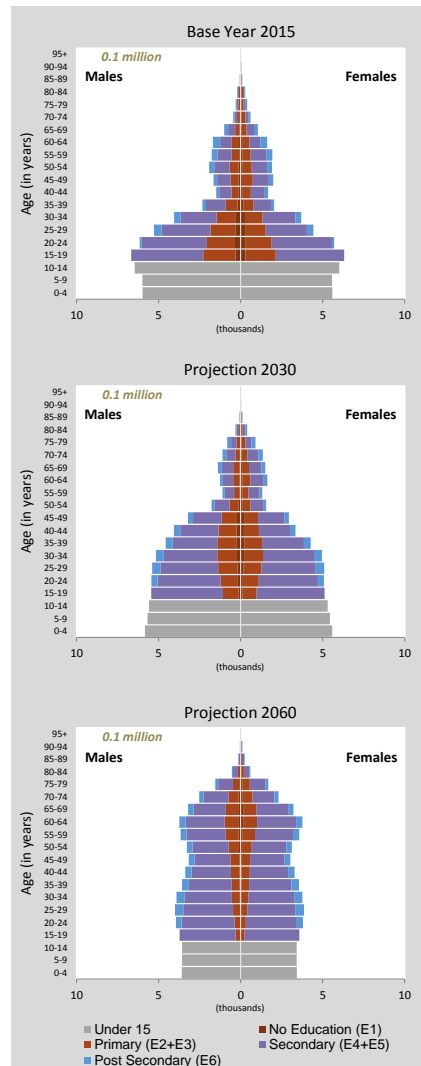 Base Year 2015
0.1 million
Males
Females
Age (in years)
95+
90-94
85-89
80-84
75-79
70-74
65-69
60-64
55-59
50-54
45-49
40-44
35-39
30-34
25-29
20-24
15-19
10-14
5-9
0-4
10 5 0 5 10
(thousands)
Projection 2030
0.1 million
Males
Females
Age (in years)
95+
90-94
85-89
80-84
75-79
70-74
65-69
60-64
55-59
50-54
45-49
40-44
35-39
30-34
25-29
20-24
15-19
10-14
5-9
0-4
10 5 0 5 10
(thousands)
Projection 2060
0.1 million
Males
Females
Age (in years)
95+
90-94
85-89
80-84
75-79
70-74
65-69
60-64
55-59
50-54
45-49
40-44
35-39
30-34
25-29
20-24
15-19
10-14
5-9
0-4
10 5 0 5 10
(thousands)
Under 15
No Education (E1)
Primary (E2+E3)
Secondary (E4+E5)
Post Secondary (E6)